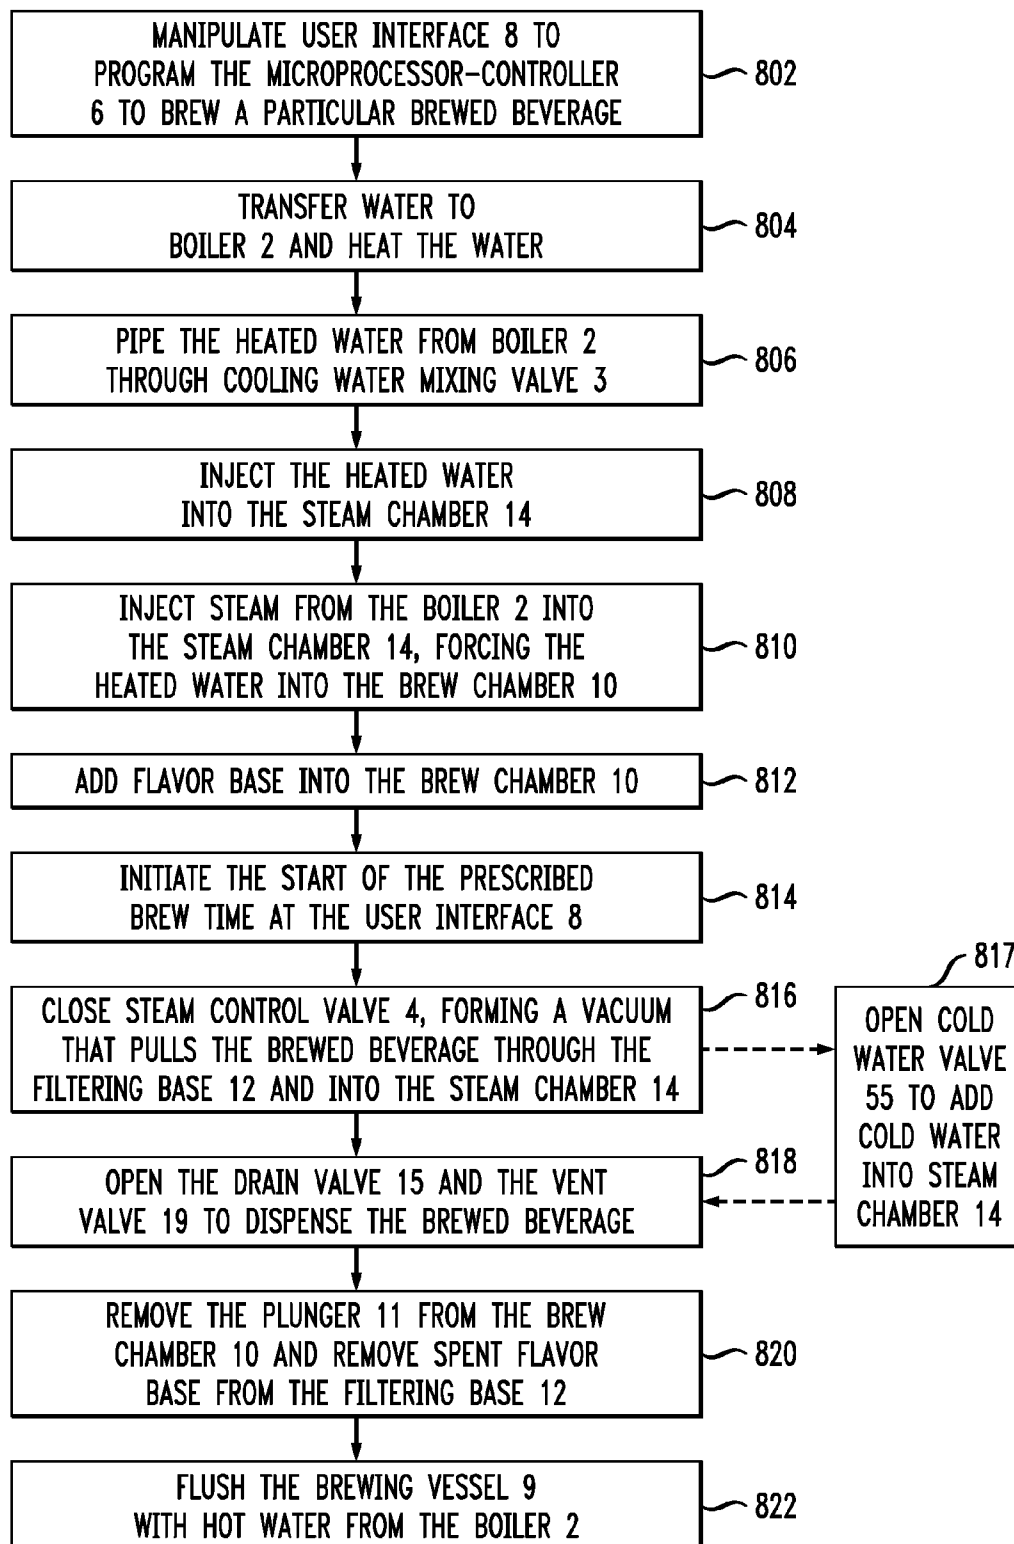 MANIPULATE USER INTERFACE 8 TO
PROGRAM THE MICROPROCESSOR-CONTROLLER
6 TO BREW A PARTICULAR BREWED BEVERAGE
802
TRANSFER WATER TO
BOILER 2 AND HEAT THE WATER
804
PIPE THE HEATED WATER FROM BOILER 2
THROUGH COOLING WATER MIXING VALVE 3
806
INJECT THE HEATED WATER
INTO THE STEAM CHAMBER 14
808
INJECT STEAM FROM THE BOILER 2 INTO
THE STEAM CHAMBER 14, FORCING THE
HEATED WATER INTO THE BREW CHAMBER 10
810
ADD FLAVOR BASE INTO THE BREW CHAMBER 10
812
INITIATE THE START OF THE PRESCRIBED
BREW TIME AT THE USER INTERFACE 8
814
CLOSE STEAM CONTROL VALVE 4, FORMING A VACUUM
THAT PULLS THE BREWED BEVERAGE THROUGH THE
FILTERING BASE 12 AND INTO THE STEAM CHAMBER 14
816
817
OPEN COLD
WATER VALVE
55 TO ADD
COLD WATER
INTO STEAM
CHAMBER 14
OPEN THE DRAIN VALVE 15 AND THE VENT
VALVE 19 TO DISPENSE THE BREWED BEVERAGE
818
REMOVE THE PLUNGER 11 FROM THE BREW
CHAMBER 10 AND REMOVE SPENT FLAVOR
BASE FROM THE FILTERING BASE 12
820
FLUSH THE BREWING VESSEL 9
WITH HOT WATER FROM THE BOILER 2
822